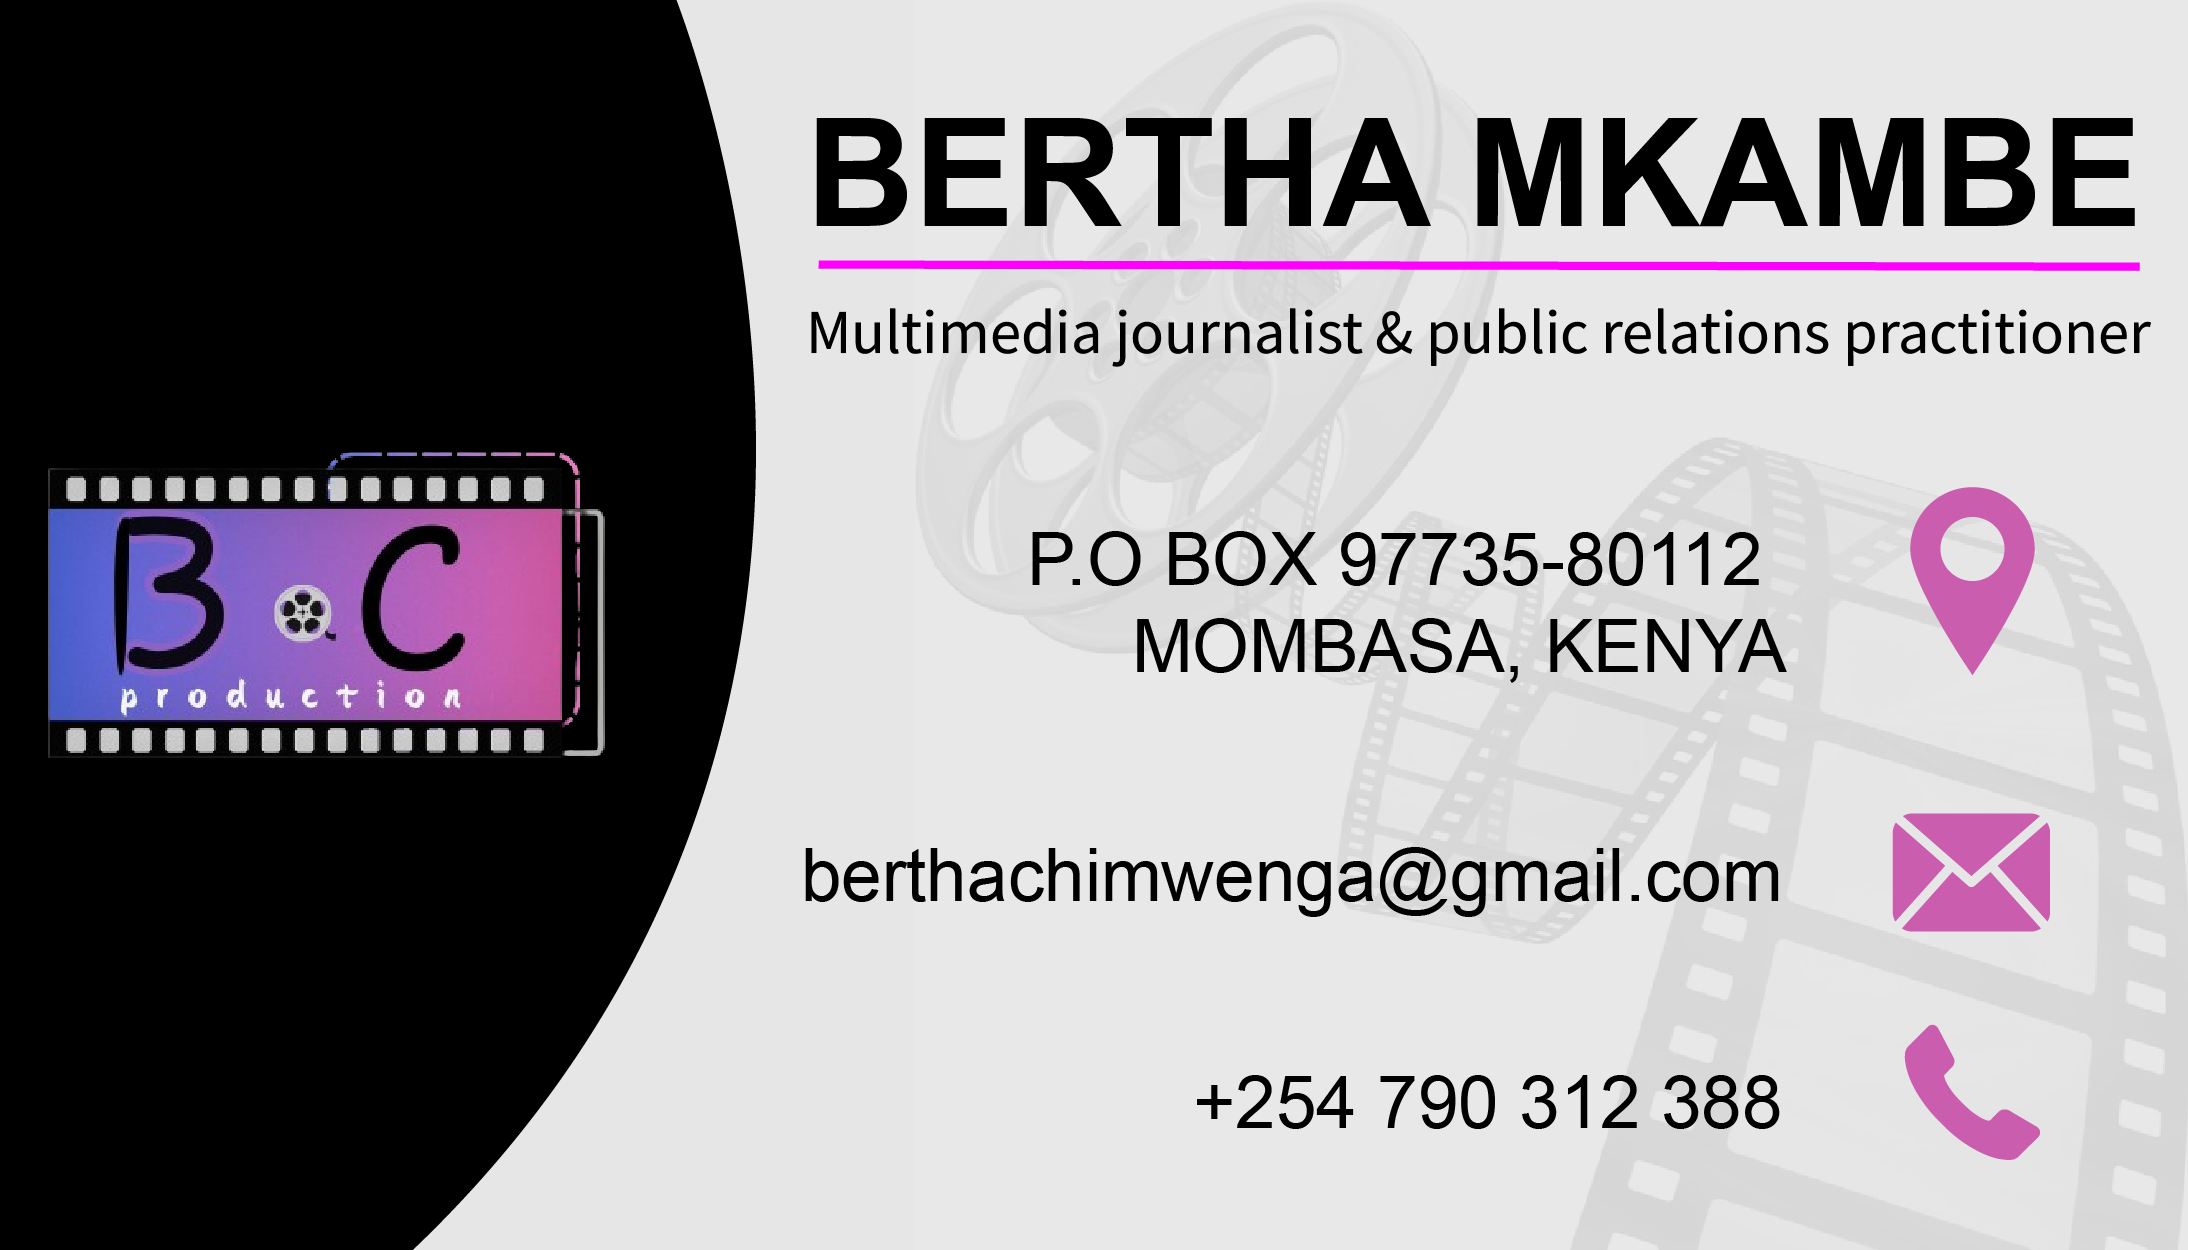 BERTHA MKAMBE
Multimedia journalist & public relations practitioner
P.O BOX 97735-80112
MOMBASA, KENYA
berthachimwenga@gmail.com
+254 790 312 388
B C
production